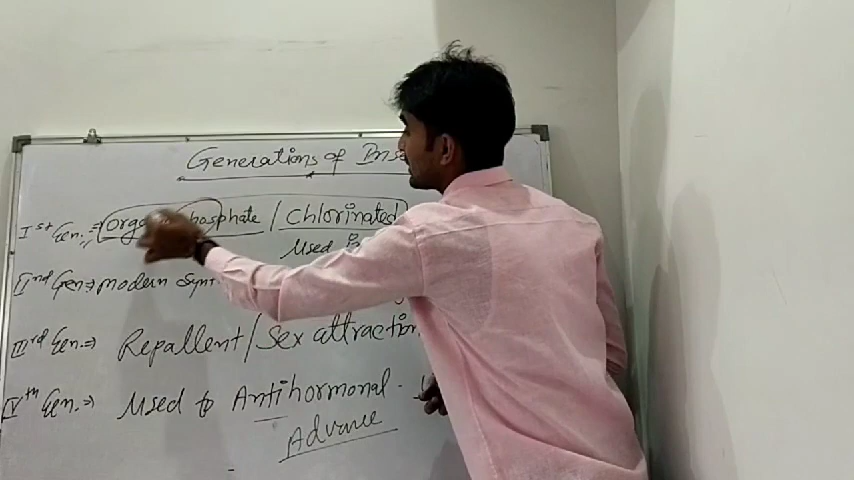 Generations of
Ist Gen. => phosphate / Chlorinated
Used
IInd Gen => modern
IIIrd Gen. => Repallent / Sex attraction
IVth Gen. => Used to Antihormonal.
Advance